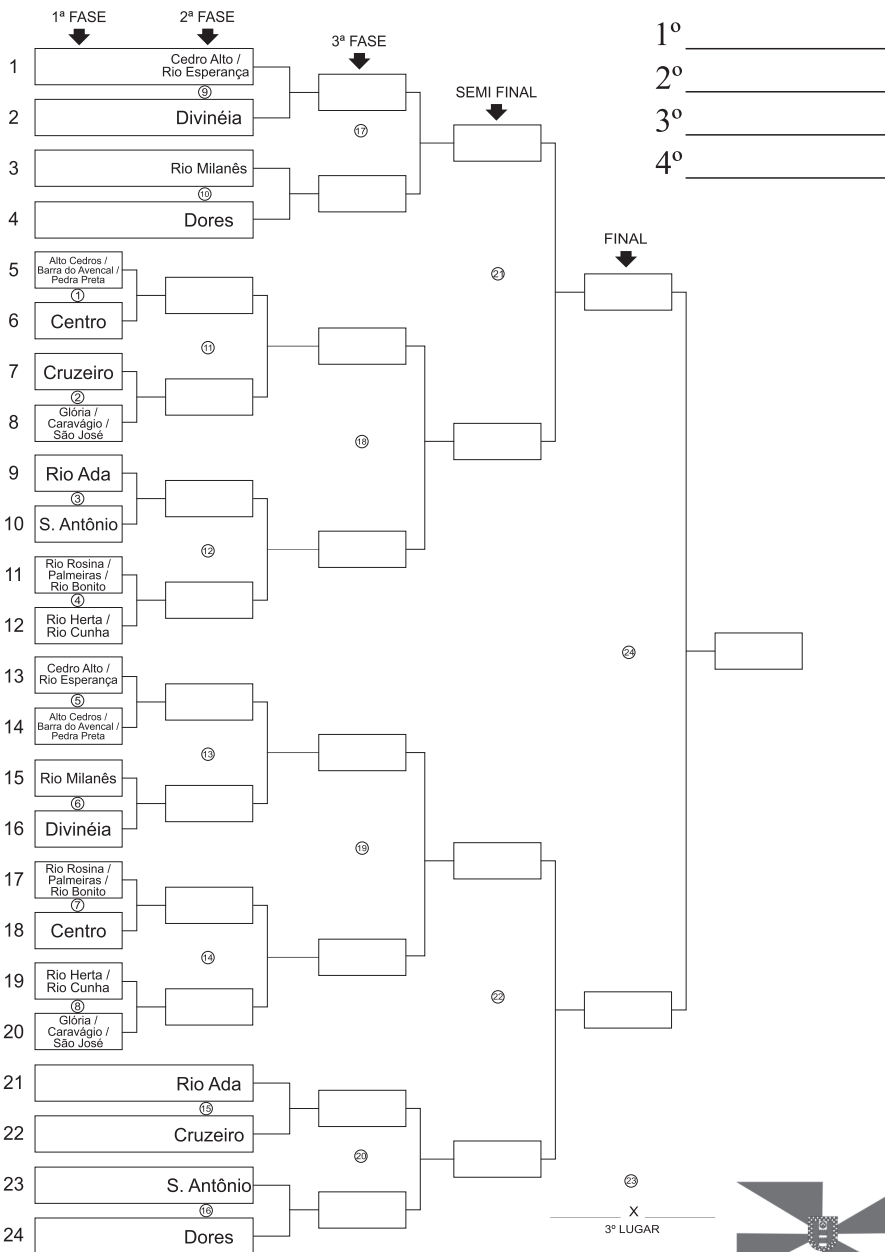 1ª FASE
2ª FASE
3ª FASE
SEMI FINAL
FINAL
1º
2º
3º
4º
1
Cedro Alto /
Rio Esperança
9
2
Divinéia
17
3
Rio Milanês
10
4
Dores
5
Alto Cedros /
Barra do Avencal /
Pedra Preta
1
21
6
Centro
11
7
Cruzeiro
2
8
Glória /
Caravágio /
São José
18
9
Rio Ada
3
10
S. Antônio
12
11
Rio Rosina /
Palmeiras /
Rio Bonito
4
12
Rio Herta /
Rio Cunha
24
13
Cedro Alto /
Rio Esperança
5
14
Alto Cedros /
Barra do Avencal /
Pedra Preta
13
15
Rio Milanês
6
16
Divinéia
19
17
Rio Rosina /
Palmeiras /
Rio Bonito
7
18
Centro
14
19
Rio Herta /
Rio Cunha
8
22
20
Glória /
Caravágio /
São José
21
Rio Ada
15
22
Cruzeiro
20
23
S. Antônio
16
24
Dores
23
X
3º LUGAR